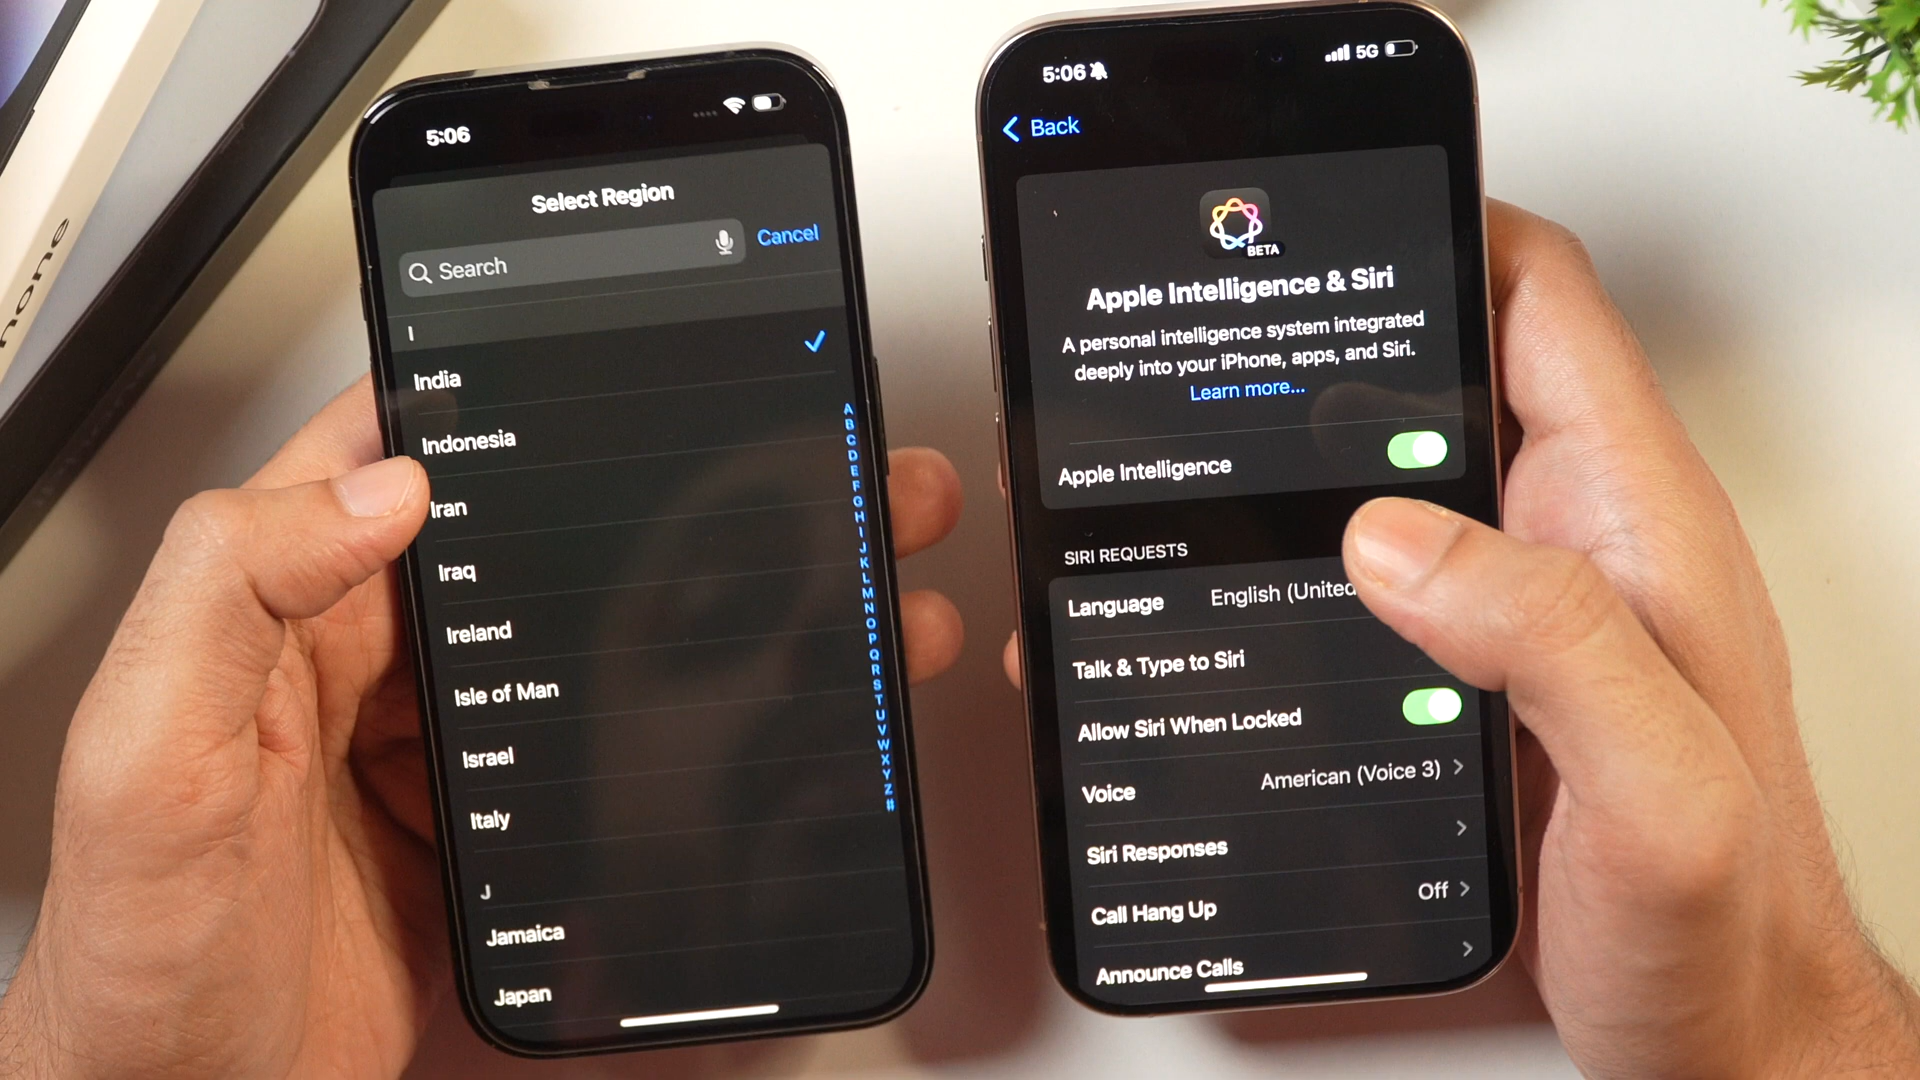 hone
5:06
Select Region
Search
Cancel
I
India
Indonesia
Iran
Iraq
Ireland
Isle of Man
Israel
Italy
J
Jamaica
Japan
A
B
C
D
E
F
G
H
I
J
K
L
M
N
O
P
Q
R
S
T
U
V
W
X
Y
Z
#
5:06
5G
Back
BETA
Apple Intelligence & Siri
A personal intelligence system integrated
deeply into your iPhone, apps, and Siri.
Learn more...
Apple Intelligence
SIRI REQUESTS
Language English (United
Talk & Type to Siri
Allow Siri When Locked
Voice American (Voice 3)
Siri Responses
Call Hang Up Off
Announce Calls